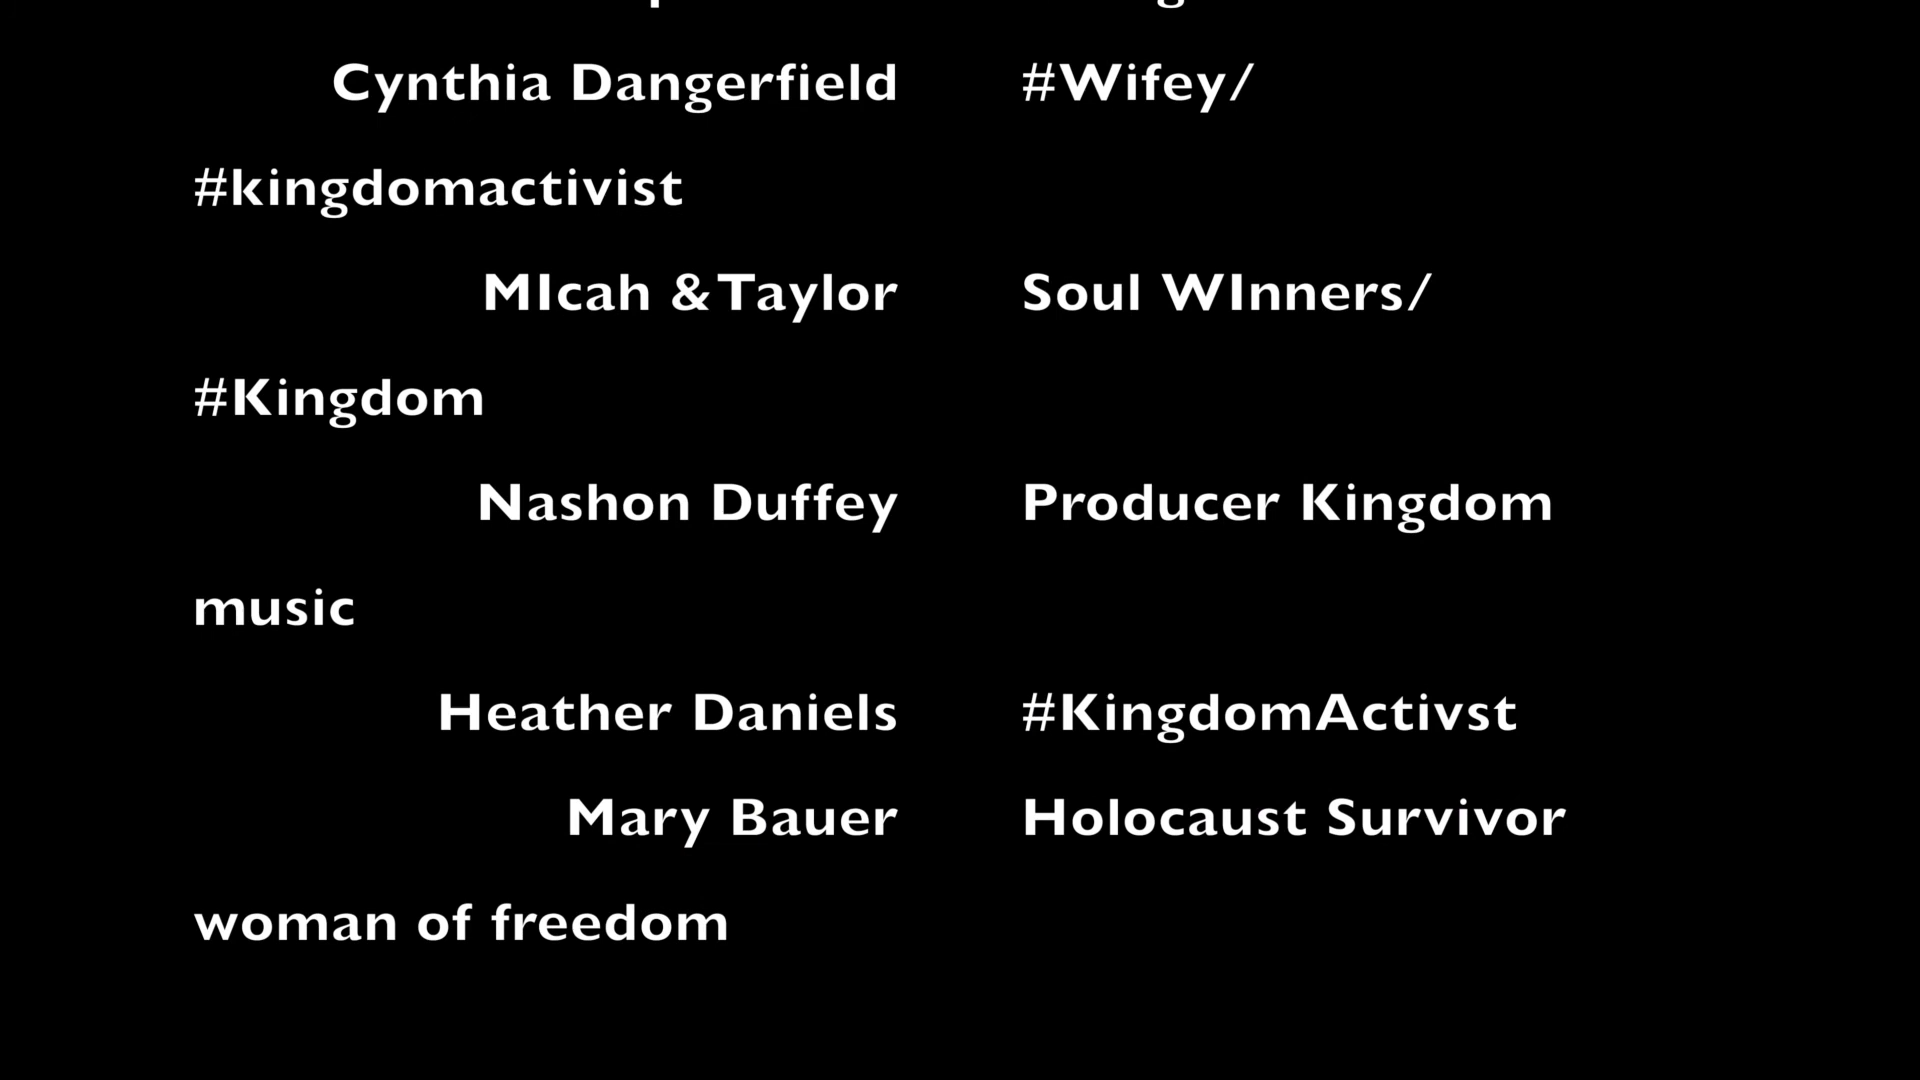 Cynthia Dangerfield #Wifey/
#kingdomactivist
MIcah & Taylor Soul WInners/
#Kingdom
Nashon Duffey Producer Kingdom
music
Heather Daniels #KingdomActivst
Mary Bauer Holocaust Survivor
woman of freedom